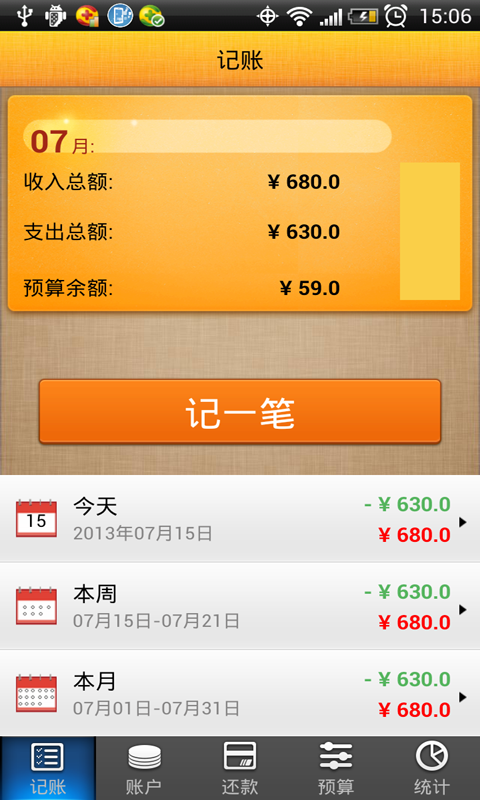 15:06
记账
07月:
收入总额: ¥ 680.0
支出总额: ¥ 630.0
预算余额: ¥ 59.0
记一笔
15
今天 - ¥ 630.0
2013年07月15日 ¥ 680.0
本周 - ¥ 630.0
07月15日-07月21日 ¥ 680.0
本月 - ¥ 630.0
07月01日-07月31日 ¥ 680.0
记账 账户 还款 预算 统计